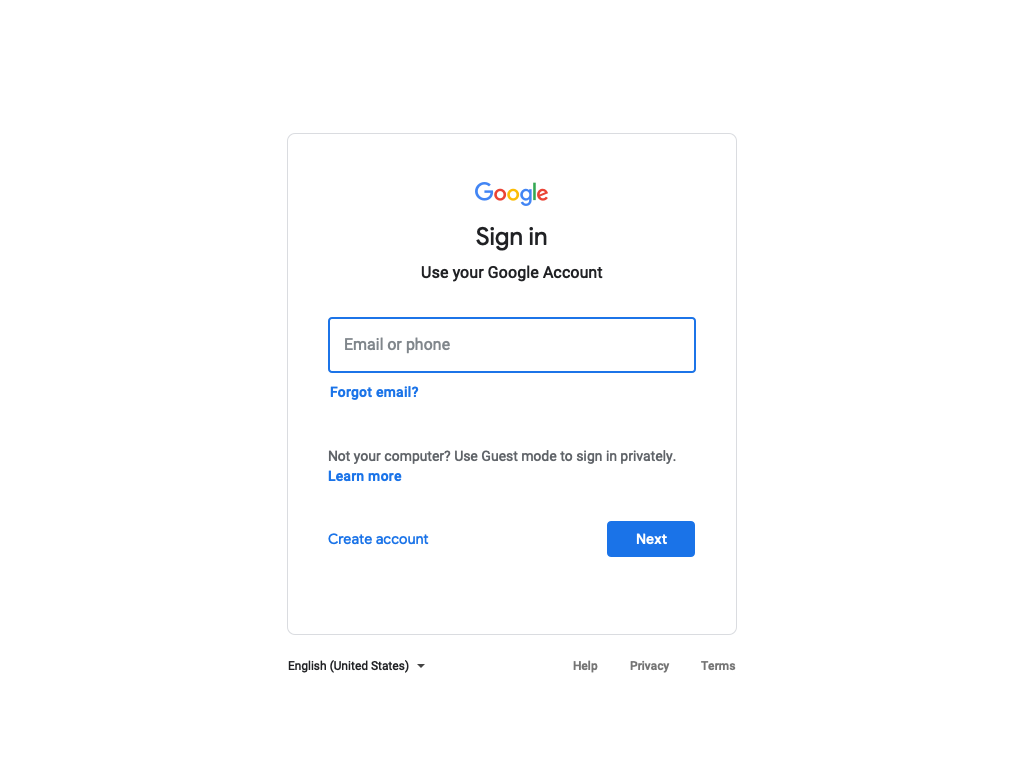 Google
Sign in
Use your Google Account
Email or phone
Forgot email?
Not your computer? Use Guest mode to sign in privately.
Learn more
Create account
Next
English (United States)
Help
Privacy
Terms